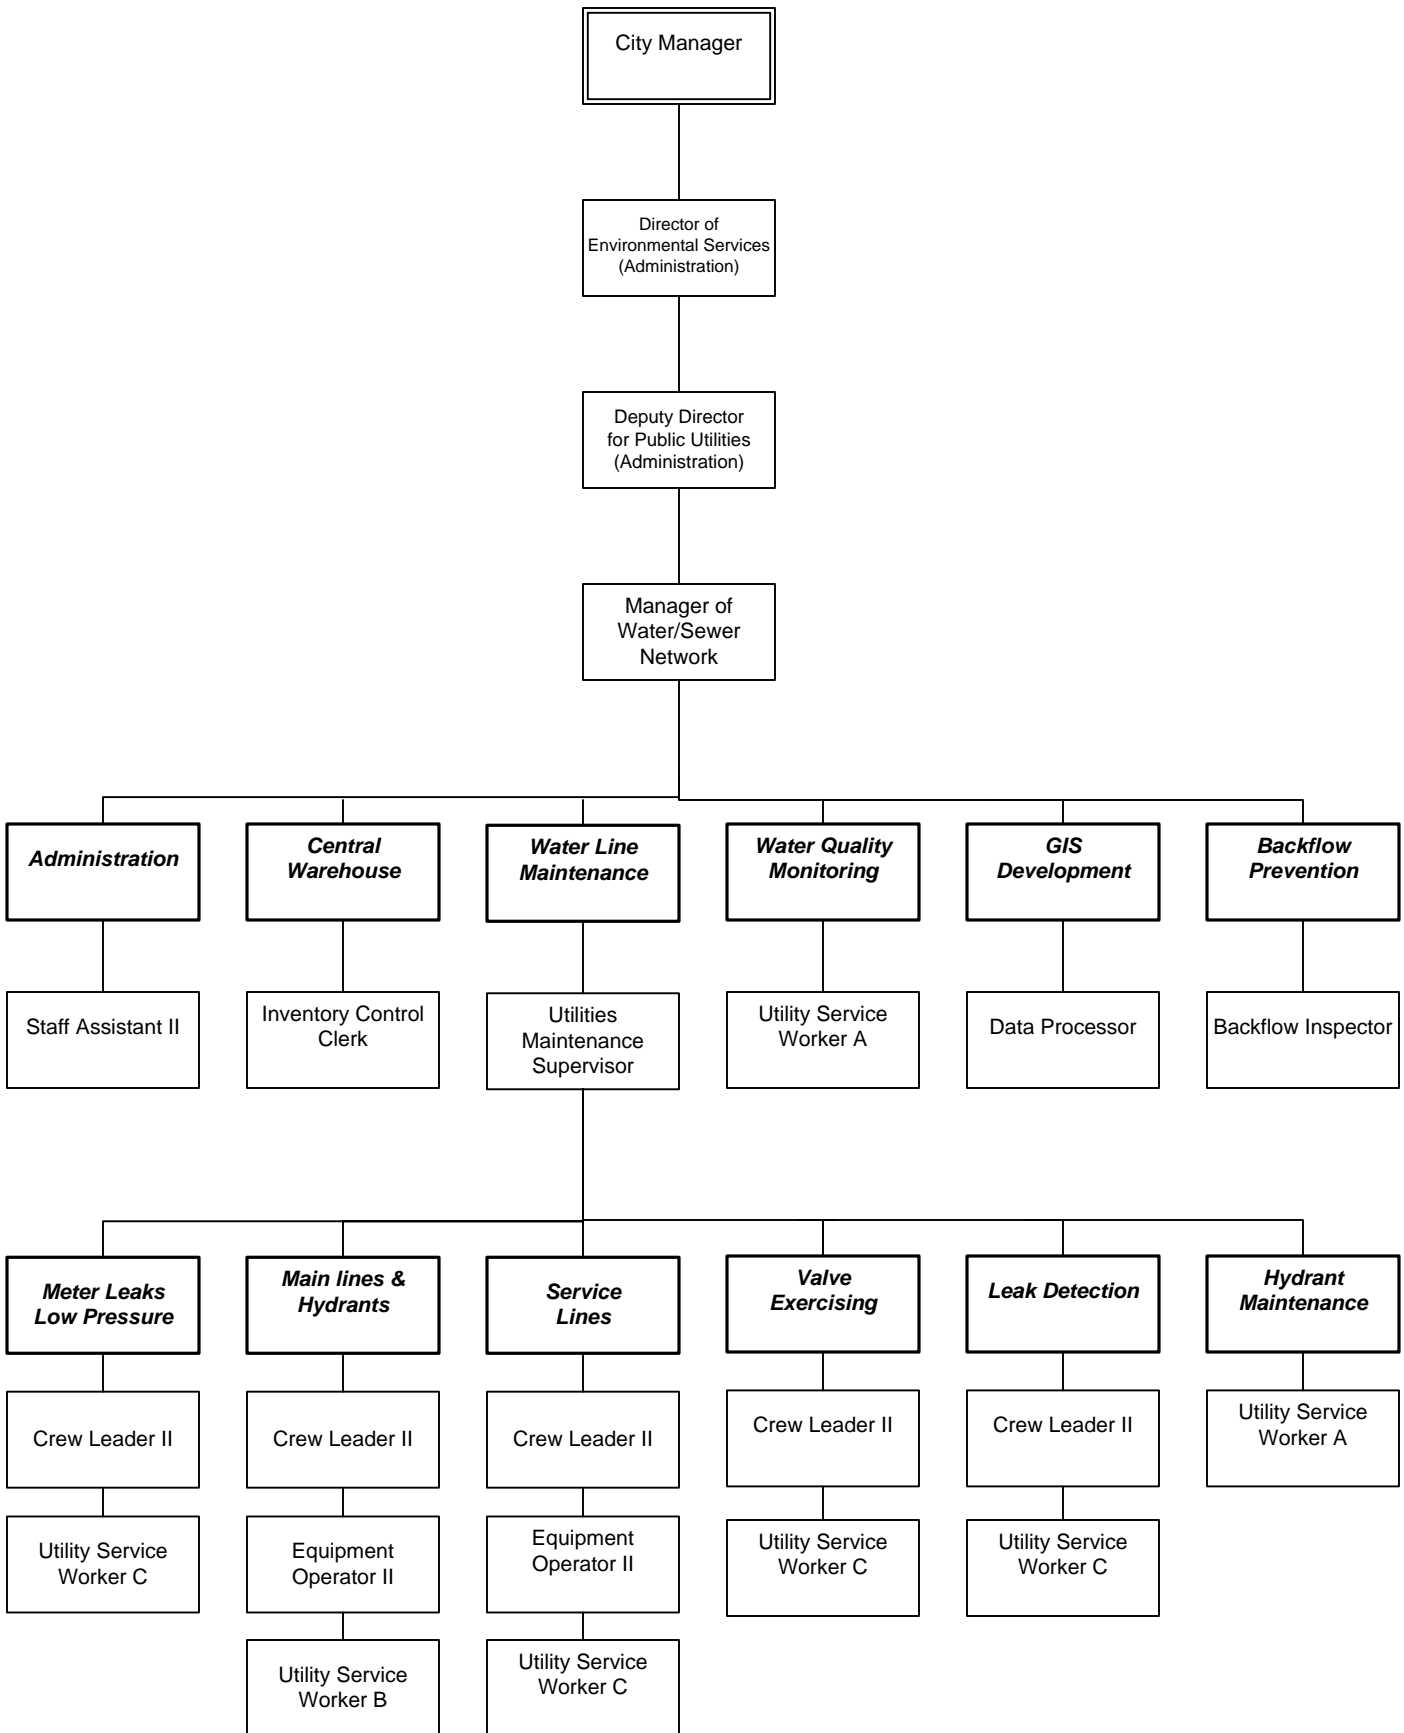 City Manager
Director of
Environmental Services
(Administration)
Deputy Director
for Public Utilities
(Administration)
Manager of
Water/Sewer
Network
Administration
Central
Warehouse
Water Line
Maintenance
Water Quality
Monitoring
GIS
Development
Backflow
Prevention
Staff Assistant II
Inventory Control
Clerk
Utilities
Maintenance
Supervisor
Utility Service
Worker A
Data Processor
Backflow Inspector
Meter Leaks
Low Pressure
Main lines &
Hydrants
Service
Lines
Valve
Exercising
Leak Detection
Hydrant
Maintenance
Crew Leader II
Crew Leader II
Crew Leader II
Crew Leader II
Crew Leader II
Utility Service
Worker A
Utility Service
Worker C
Equipment
Operator II
Equipment
Operator II
Utility Service
Worker C
Utility Service
Worker C
Utility Service
Worker B
Utility Service
Worker C